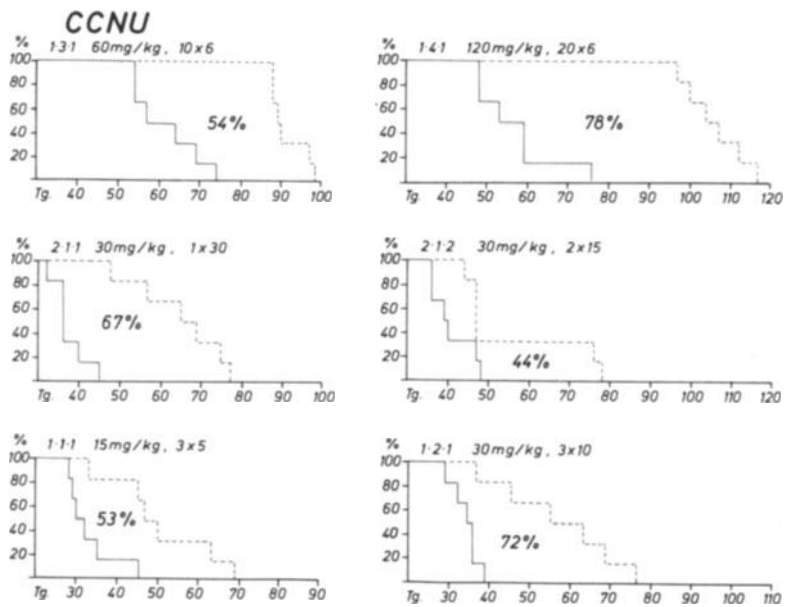 CCNU
% 1·3·1 60mg/kg, 10x6
100
80
60
40
20
54%
Tg. 40 50 60 70 80 90 100
% 1·4·1 120mg/kg, 20x6
100
80
60
40
20
78%
Tg. 40 50 60 70 80 90 100 110 120
% 2·1·1 30mg/kg, 1x30
100
80
60
40
20
67%
Tg. 40 50 60 70 80 90 100
% 2·1·2 30mg/kg, 2x15
100
80
60
40
20
44%
Tg. 40 50 60 70 80 90 100 110 120
% 1·1·1 15mg/kg, 3x5
100
80
60
40
20
53%
Tg. 30 40 50 60 70 80 90
% 1·2·1 30mg/kg, 3x10
100
80
60
40
20
72%
Tg. 30 40 50 60 70 80 90 100 110